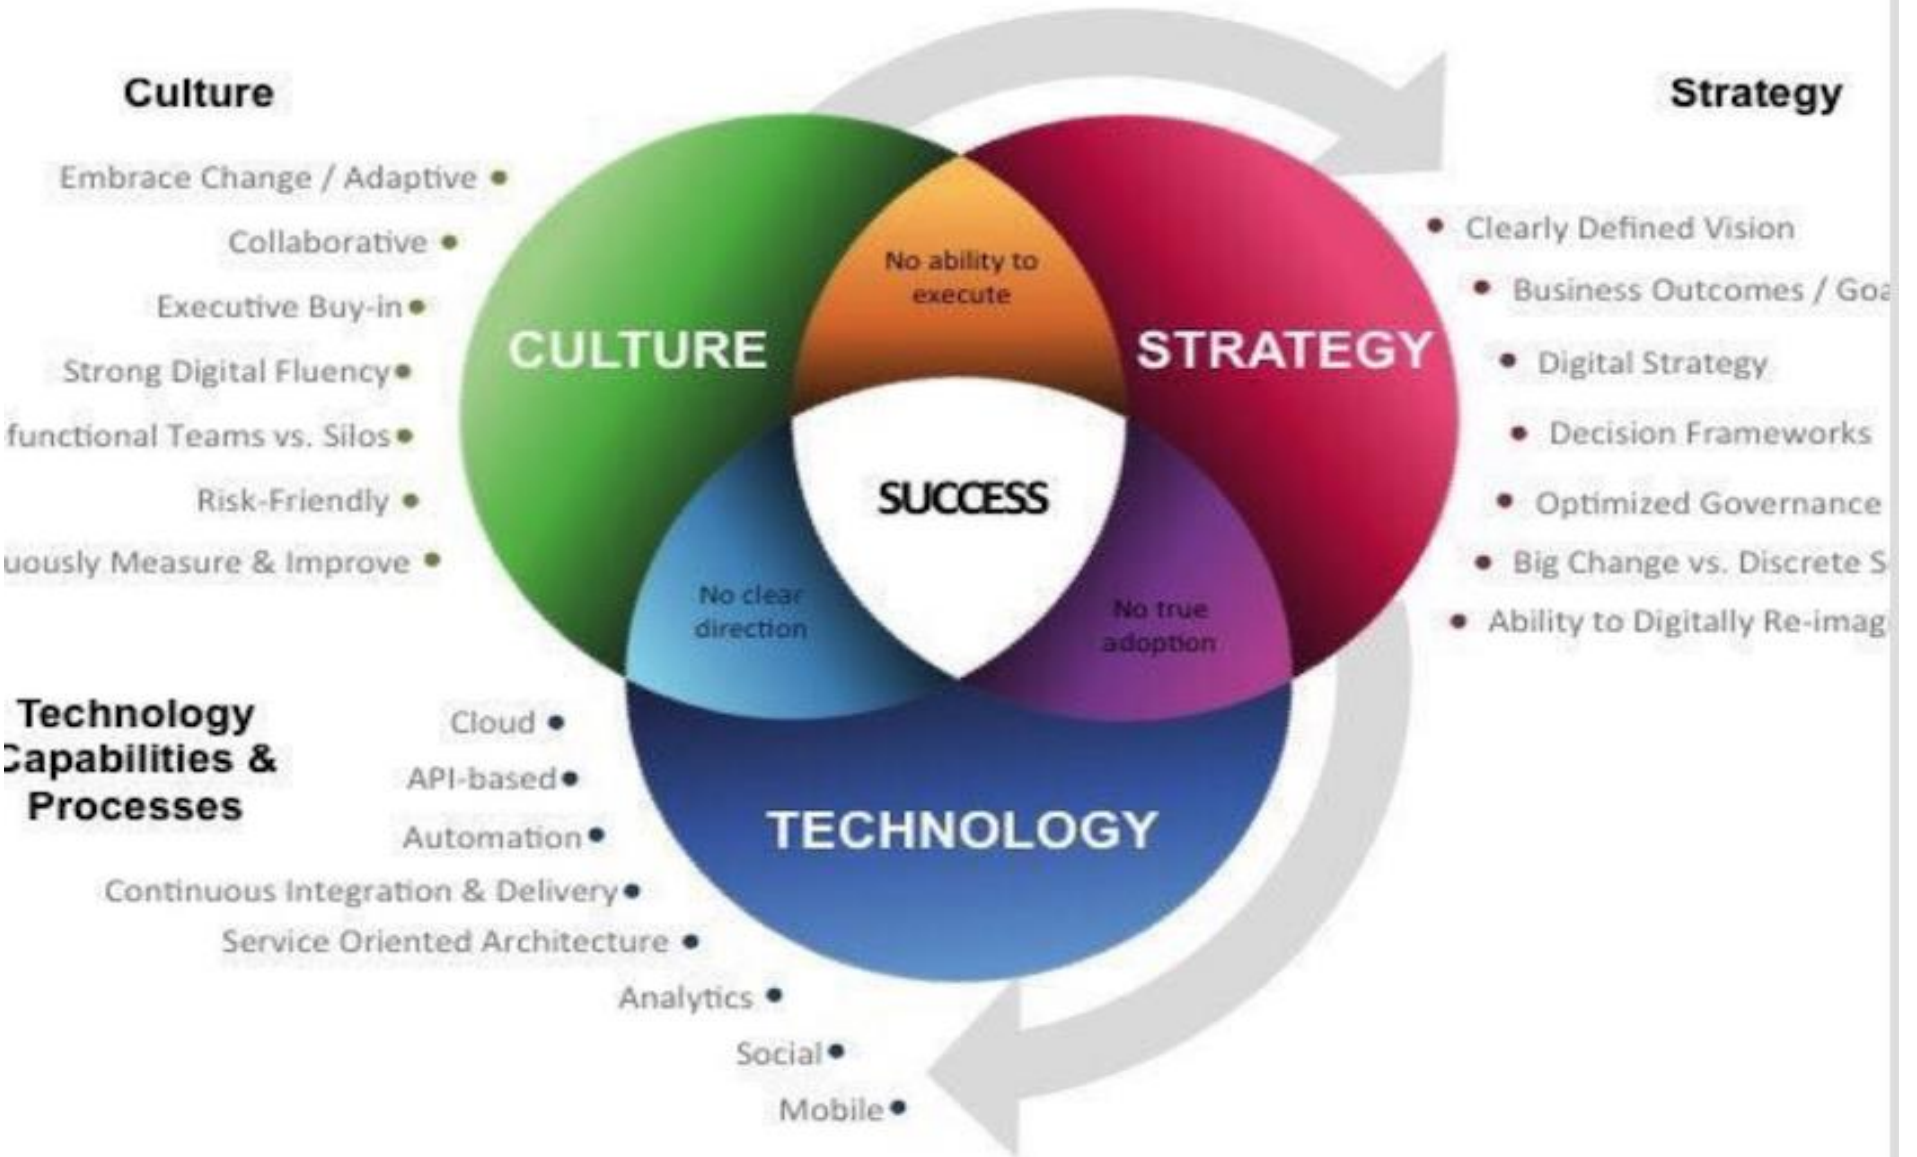 Culture
Embrace Change / Adaptive
Collaborative
Executive Buy-in
Strong Digital Fluency
functional Teams vs. Silos
Risk-Friendly
uously Measure & Improve
Strategy
Clearly Defined Vision
Business Outcomes / Goa
Digital Strategy
Decision Frameworks
Optimized Governance
Big Change vs. Discrete S
Ability to Digitally Re-imag
CULTURE
No ability to
execute
STRATEGY
SUCCESS
No clear
direction
No true
adoption
TECHNOLOGY
Technology
Capabilities &
Processes
Cloud
API-based
Automation
Continuous Integration & Delivery
Service Oriented Architecture
Analytics
Social
Mobile